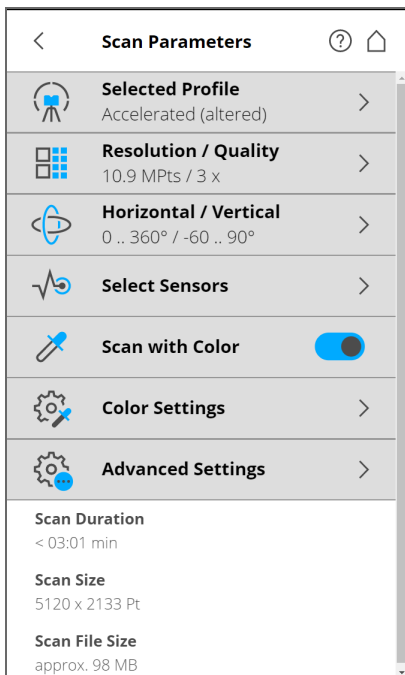 Scan Parameters
Selected Profile
Accelerated (altered)
Resolution / Quality
10.9 MPts / 3 x
Horizontal / Vertical
0 .. 360° / -60 .. 90°
Select Sensors
Scan with Color
Color Settings
Advanced Settings
Scan Duration
< 03:01 min
Scan Size
5120 x 2133 Pt
Scan File Size
approx. 98 MB